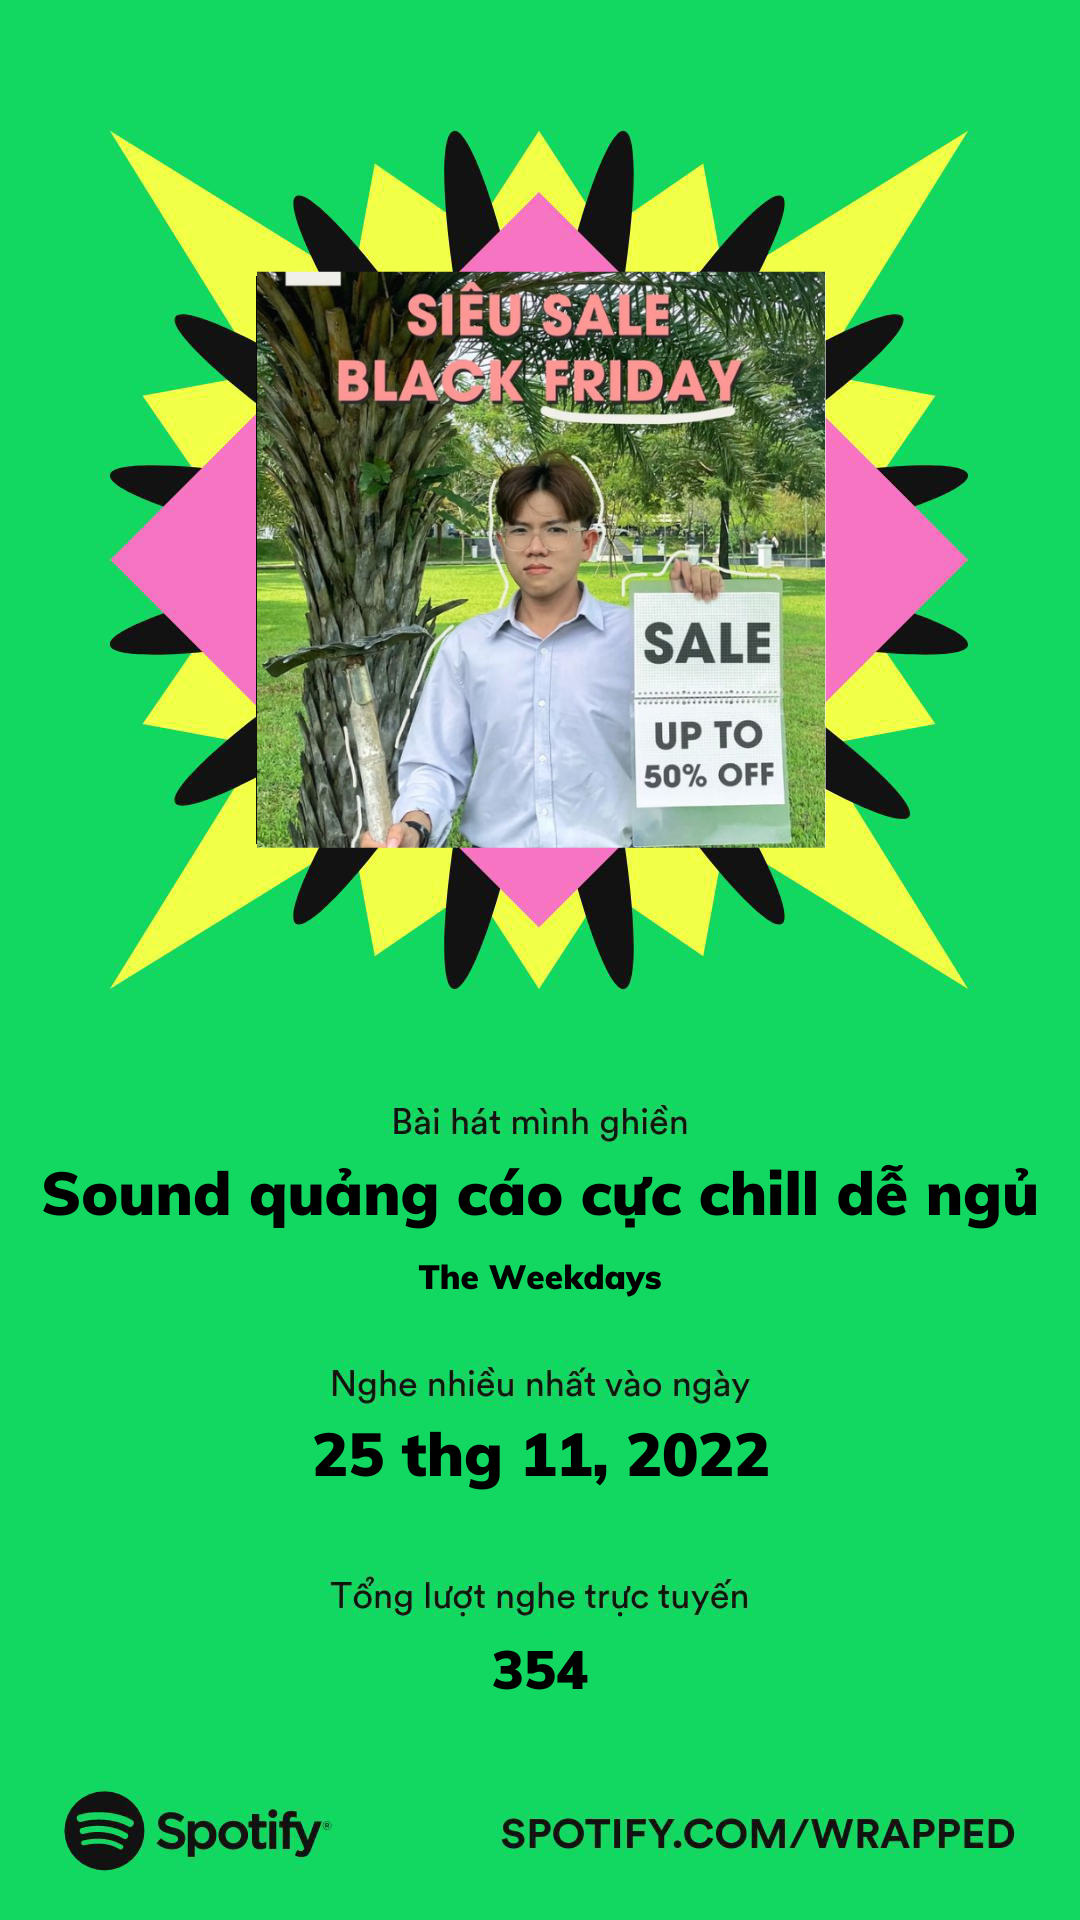 SIÊU SALE
BLACK FRIDAY
SALE
UP TO
50% OFF
Bài hát mình ghiền
Sound quảng cáo cực chill dễ ngủ
The Weekdays
Nghe nhiều nhất vào ngày
25 thg 11, 2022
Tổng lượt nghe trực tuyến
354
Spotify®
SPOTIFY.COM/WRAPPED